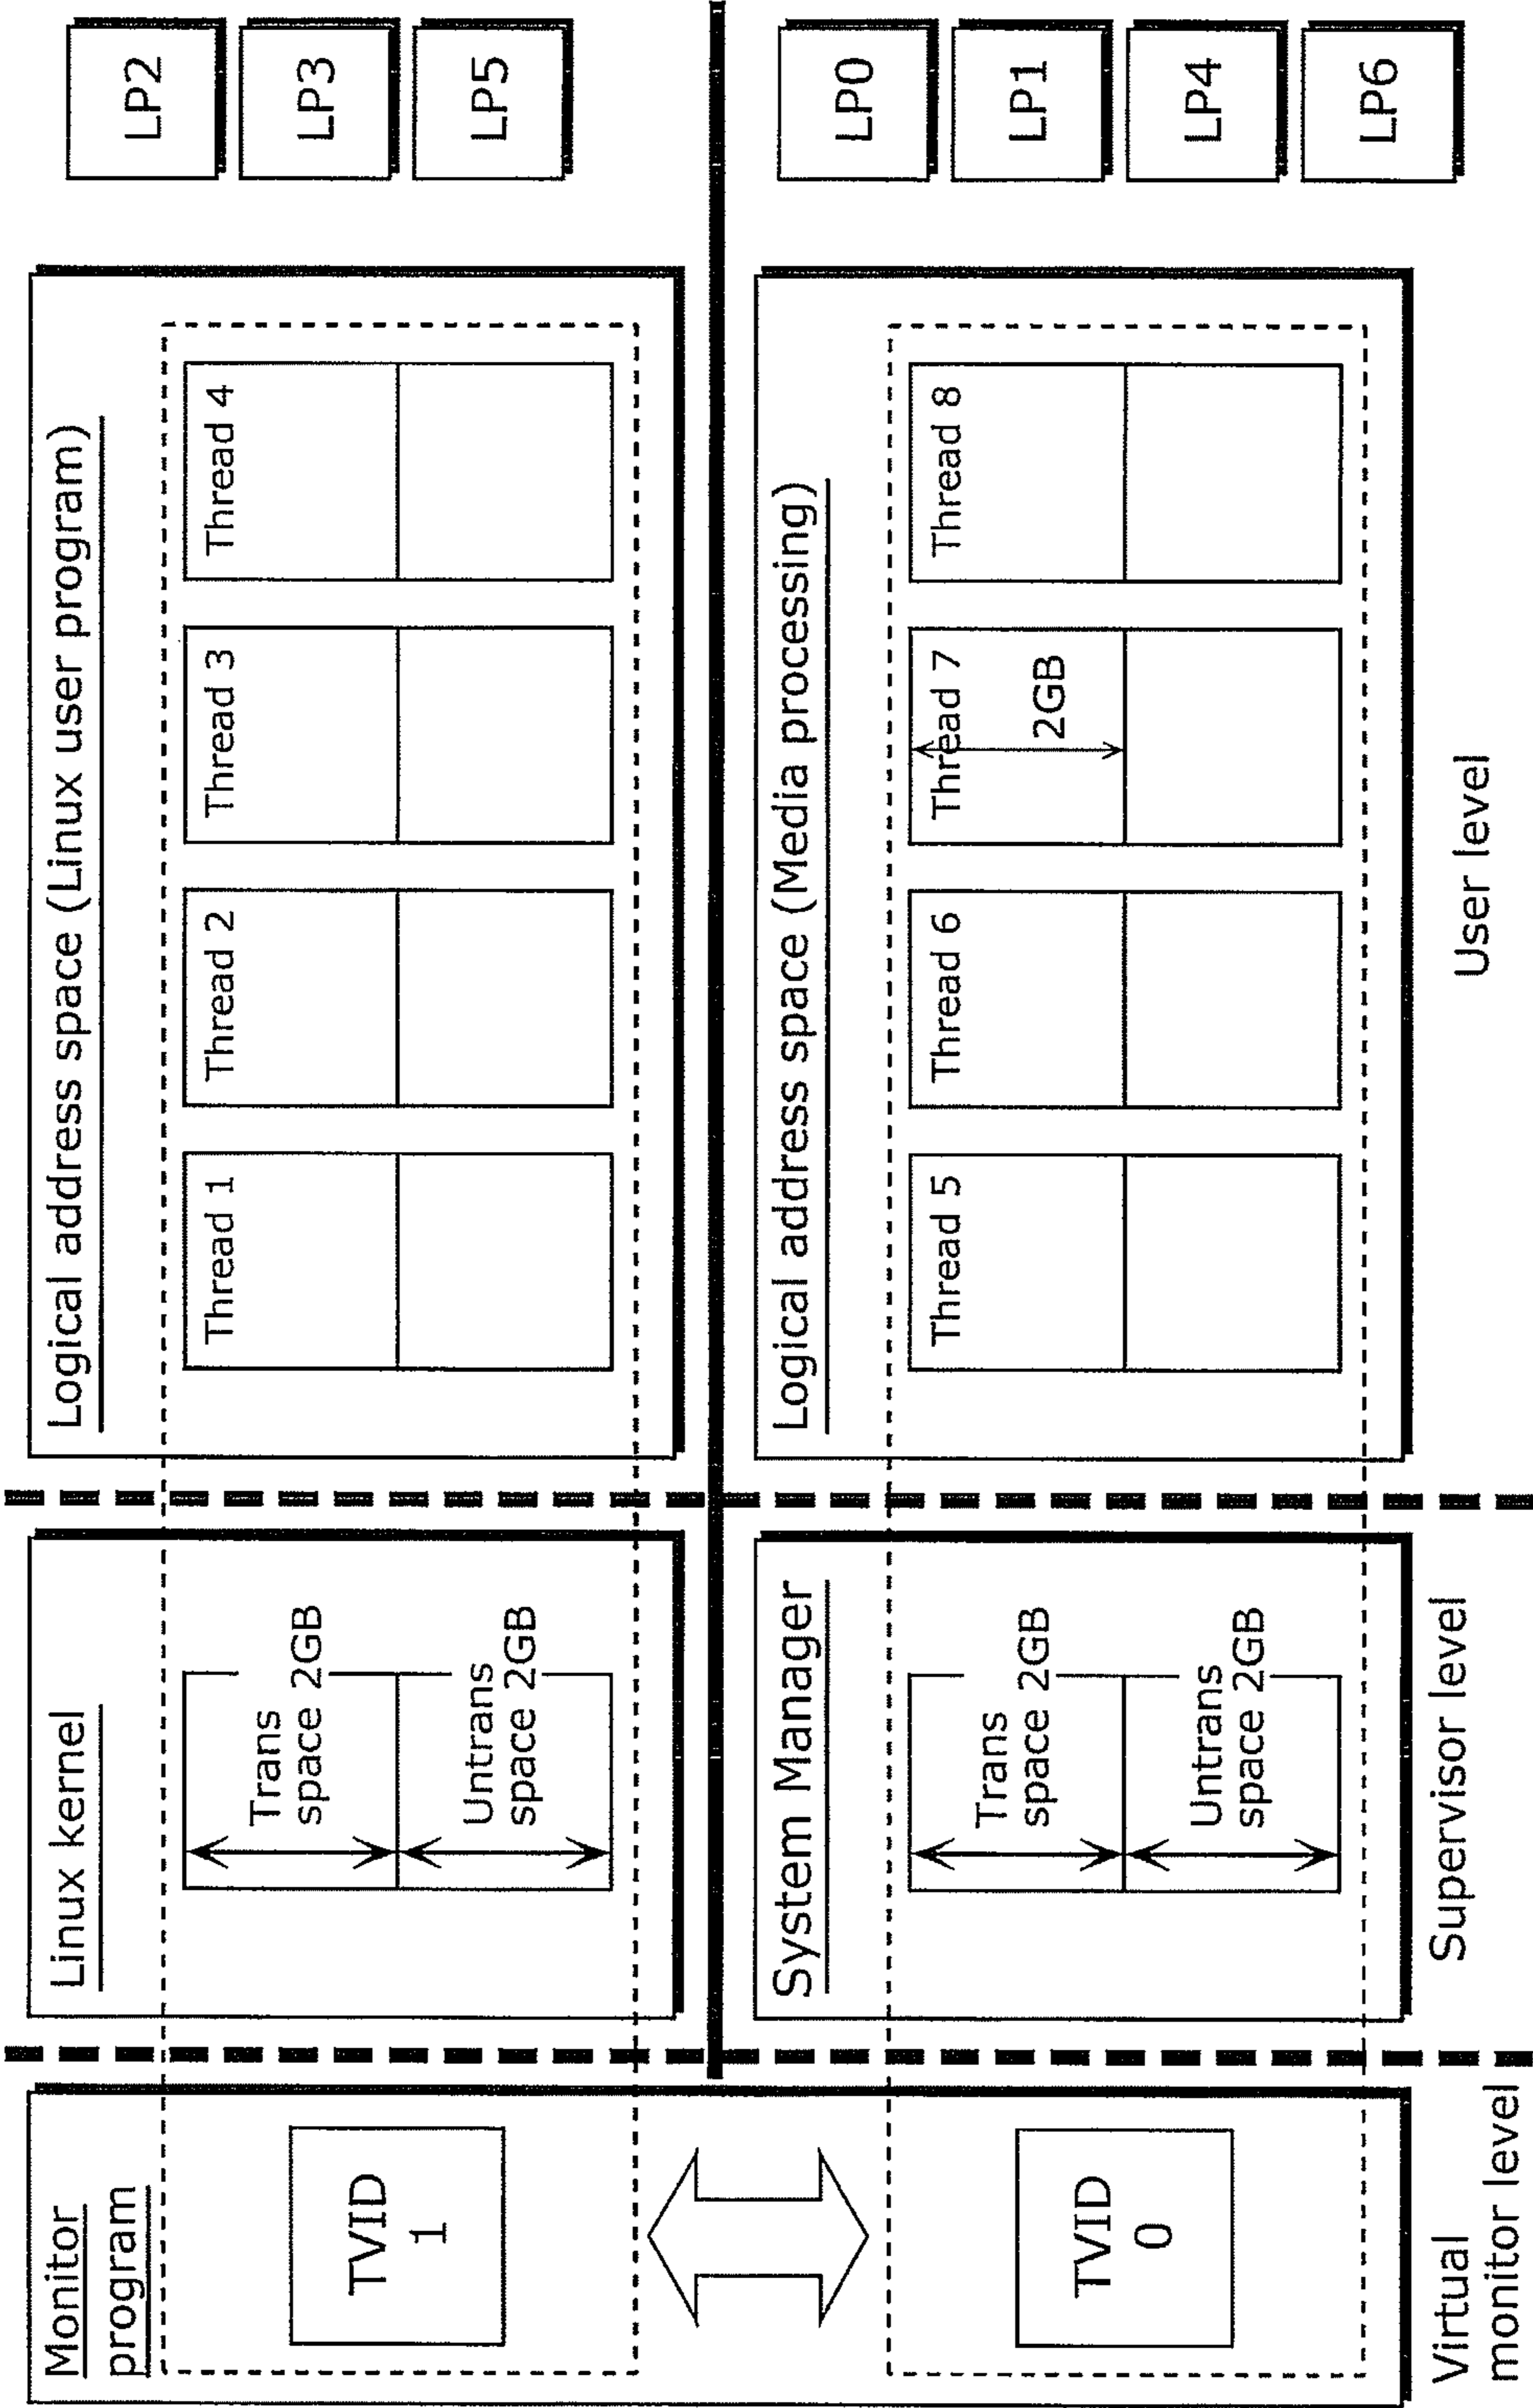 Monitor
program
TVID
1
TVID
0
Virtual
monitor level
Linux kernel
Trans
space 2GB
Untrans
space 2GB
System Manager
Trans
space 2GB
Untrans
space 2GB
Supervisor level
Logical address space (Linux user program)
Thread 1
Thread 2
Thread 3
Thread 4
Logical address space (Media processing)
Thread 5
Thread 6
Thread 7
2GB
Thread 8
User level
LP2
LP3
LP5
LP0
LP1
LP4
LP6